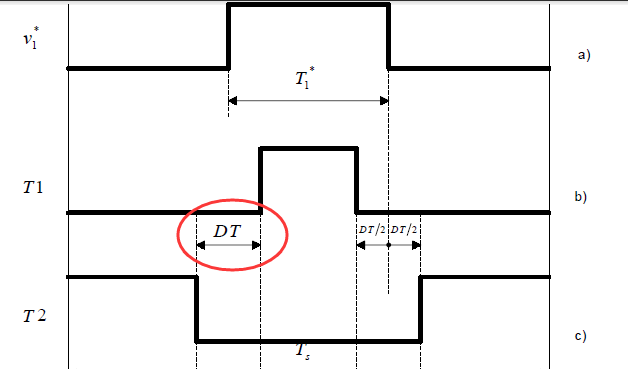 v₁*
a)
T₁*
T1
b)
DT
DT/2 DT/2
T2
c)
Tₛ